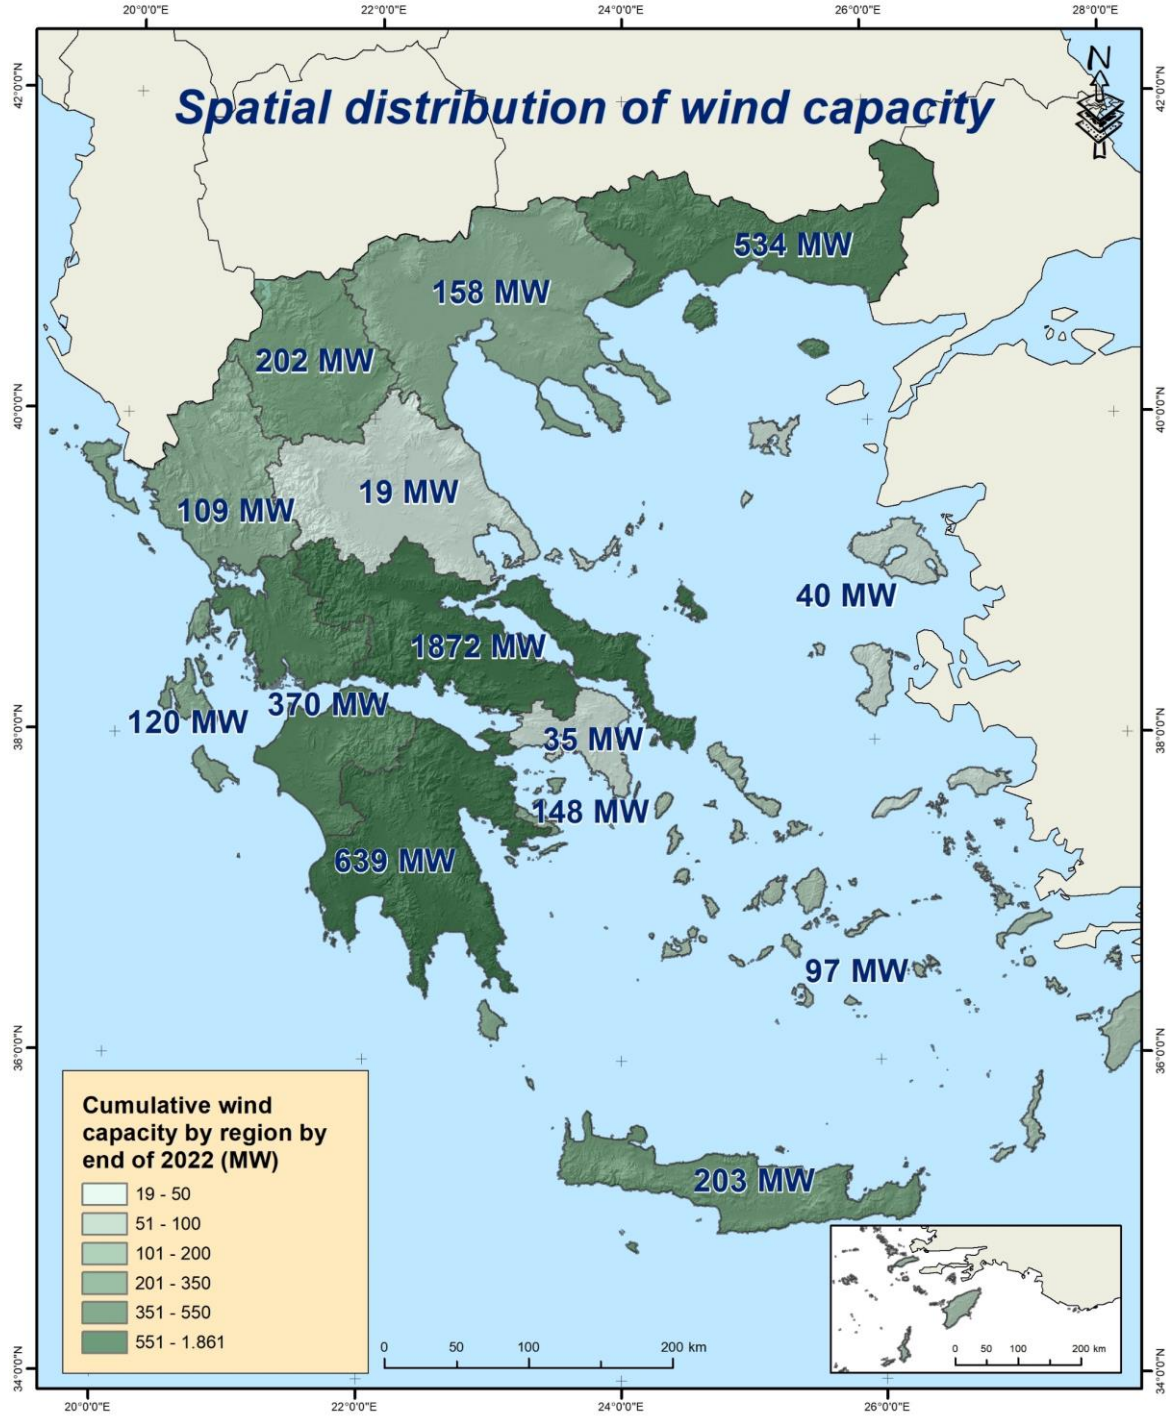 20°0'0"E 22°0'0"E 24°0'0"E 26°0'0"E 28°0'0"E
N
42°0'0"N
42°0'0"N
Spatial distribution of wind capacity
534 MW
158 MW
202 MW
40°0'0"N
40°0'0"N
19 MW
109 MW
40 MW
1872 MW
370 MW
120 MW
38°0'0"N
38°0'0"N
35 MW
148 MW
639 MW
97 MW
36°0'0"N
36°0'0"N
203 MW
Cumulative wind
capacity by region by
end of 2022 (MW)
19 - 50
51 - 100
101 - 200
201 - 350
351 - 550
551 - 1.861
0 50 100 200 km
0 50 100 200 km
34°0'0"N
34°0'0"N
20°0'0"E 22°0'0"E 24°0'0"E 26°0'0"E